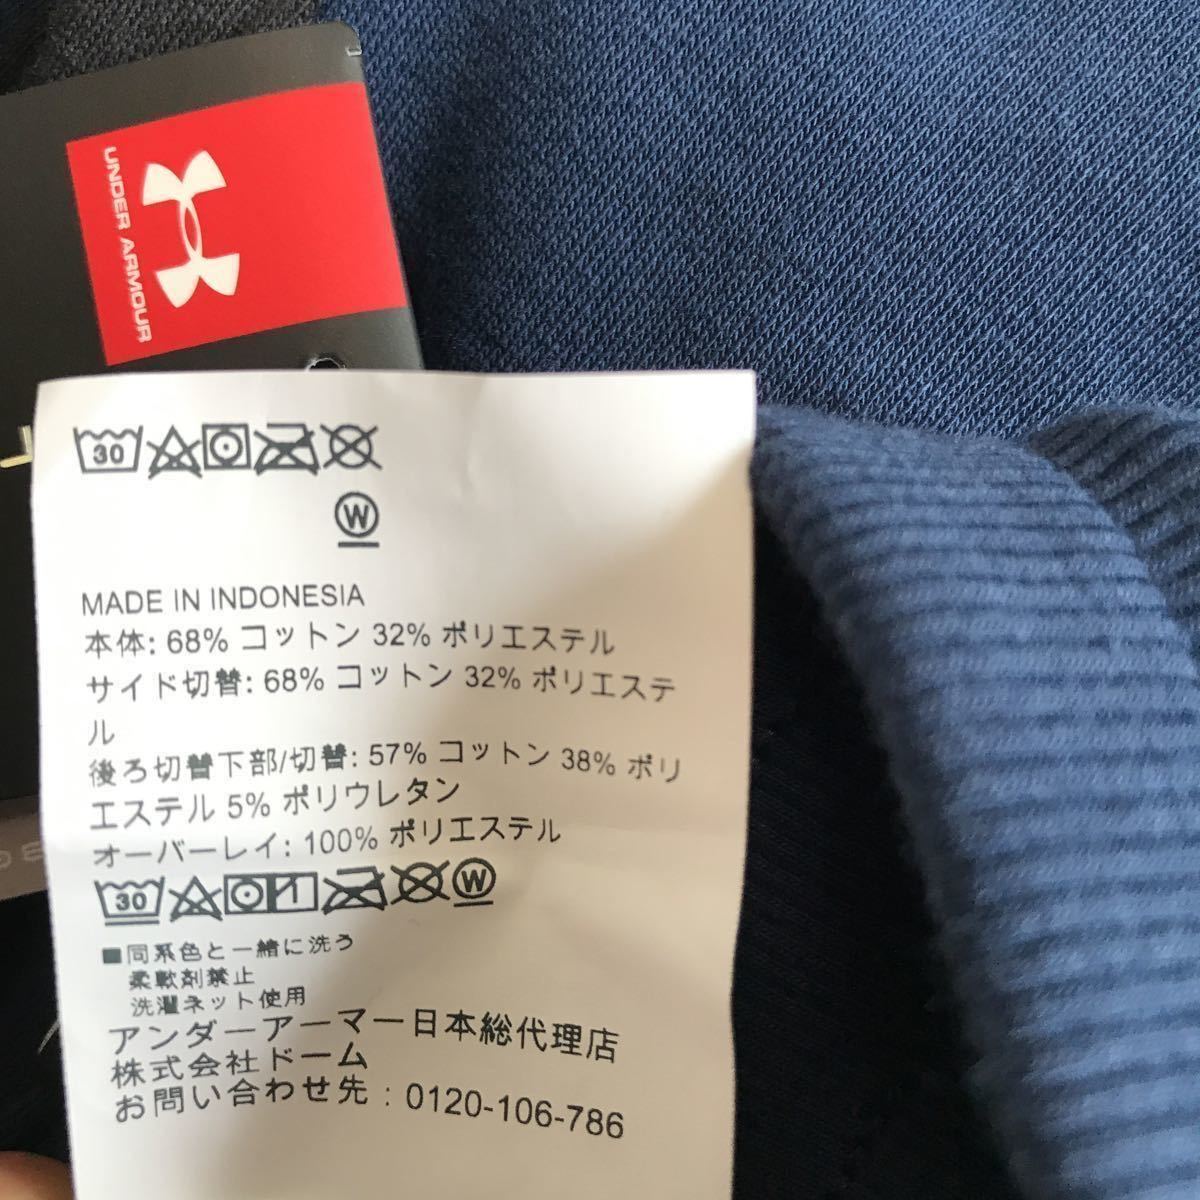 UNDER ARMOUR
30
W
MADE IN INDONESIA
本体: 68% コットン 32% ポリエステル
サイド切替: 68% コットン 32% ポリエステ
ル
後ろ切替下部/切替: 57% コットン 38% ポリ
エステル 5% ポリウレタン
オーバーレイ: 100% ポリエステル
30 W
■同系色と一緒に洗う
柔軟剤禁止
洗濯ネット使用
アンダーアーマー日本総代理店
株式会社ドーム
お問い合わせ先：0120-106-786